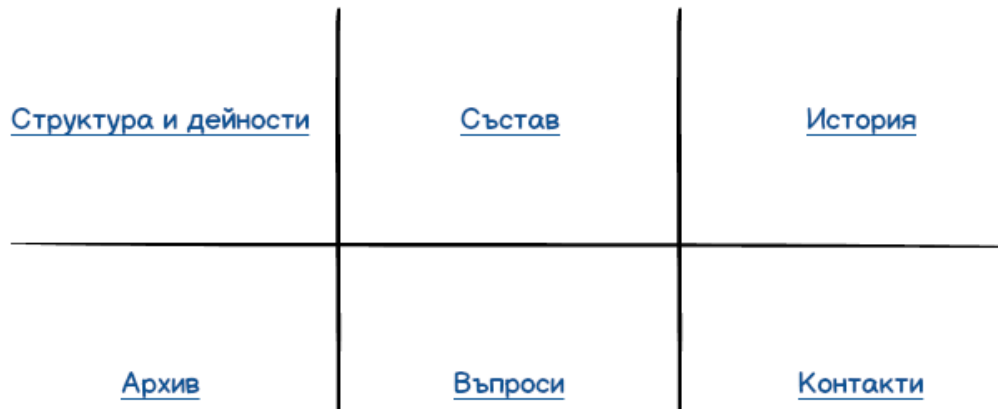 Структура и дейности
Състав
История
Архив
Въпроси
Контакти